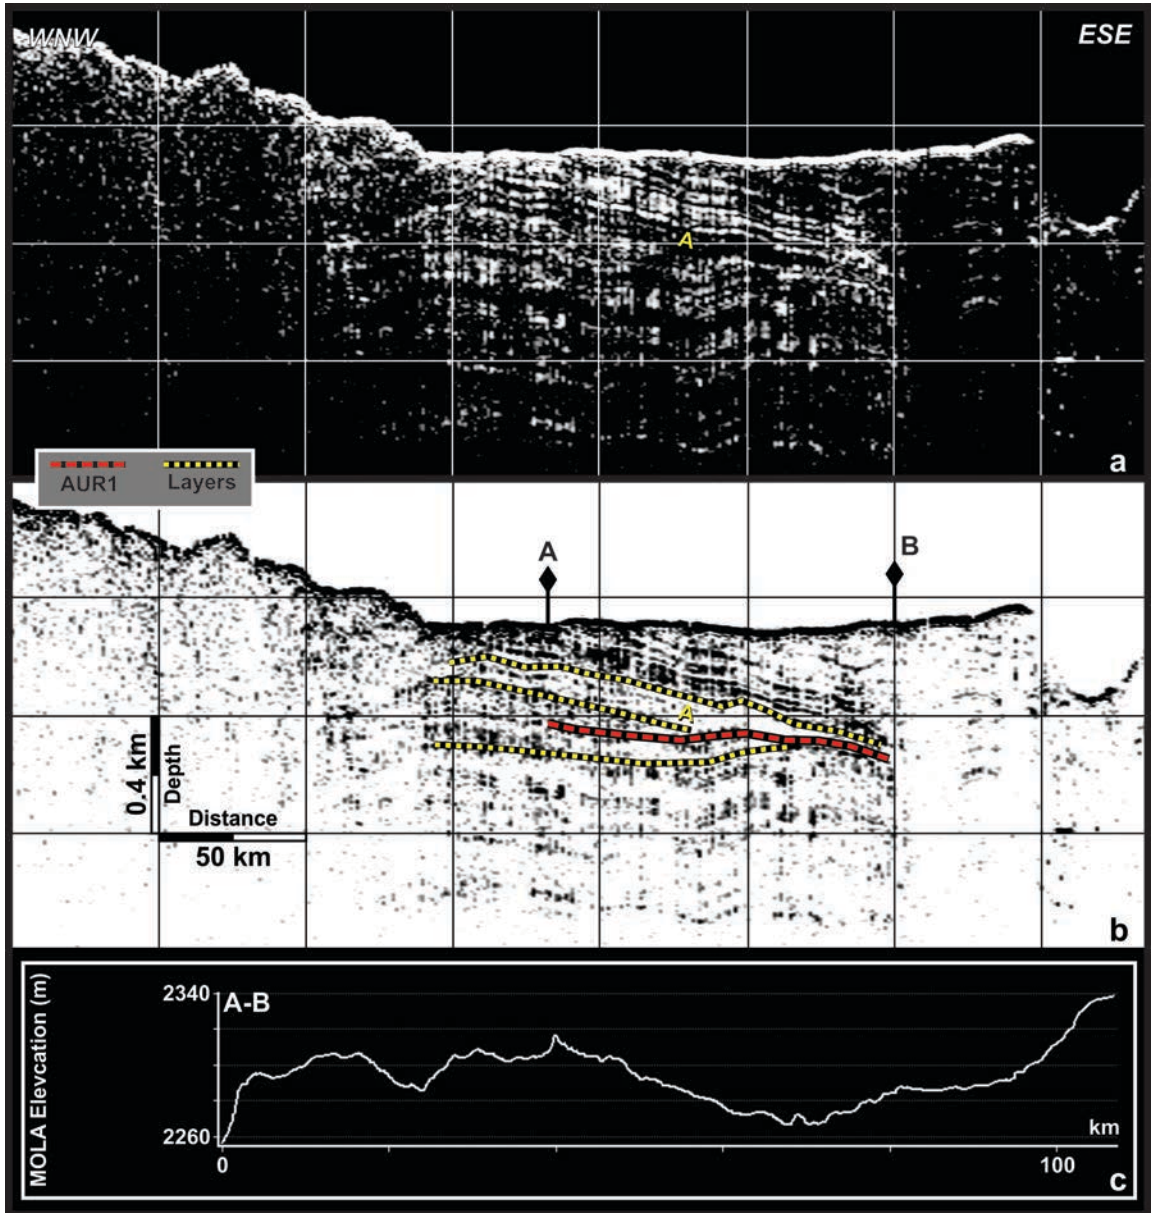 WNW
ESE
A
a
AUR1 Layers
A
B
A
0.4 km
Depth
Distance
50 km
b
MOLA Elevcation (m)
2340
A-B
2260
km
0
100
c